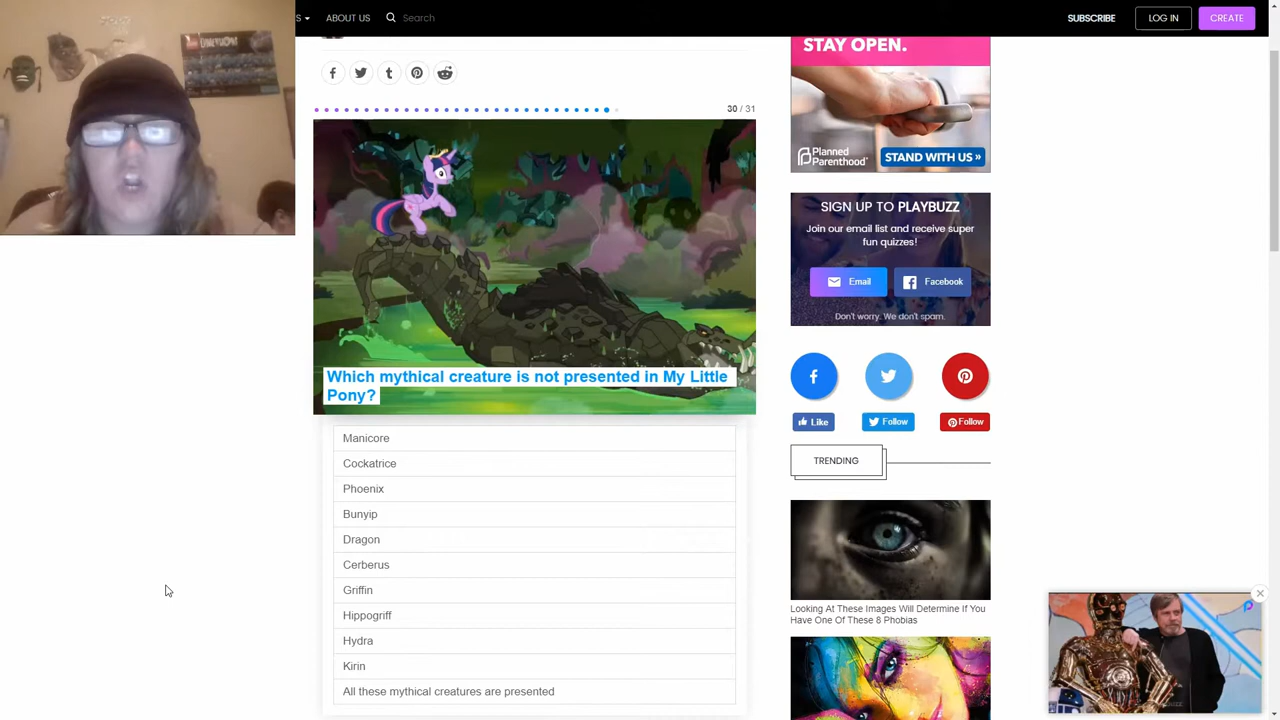 S
ABOUT US
Search
SUBSCRIBE
LOG IN
CREATE
30 / 31
Which mythical creature is not presented in My Little
Pony?
Manicore
Cockatrice
Phoenix
Bunyip
Dragon
Cerberus
Griffin
Hippogriff
Hydra
Kirin
All these mythical creatures are presented
STAY OPEN.
Planned
Parenthood®
STAND WITH US »
SIGN UP TO PLAYBUZZ
Join our email list and receive super
fun quizzes!
Email
Facebook
Don't worry. We don't spam.
Like
Follow
Follow
TRENDING
Looking At These Images Will Determine If You
Have One Of These 8 Phobias